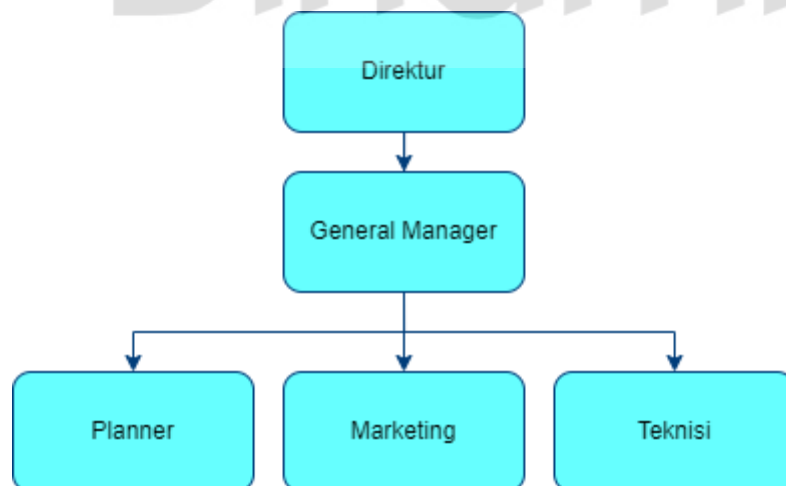 Direktur
General Manager
Planner
Marketing
Teknisi